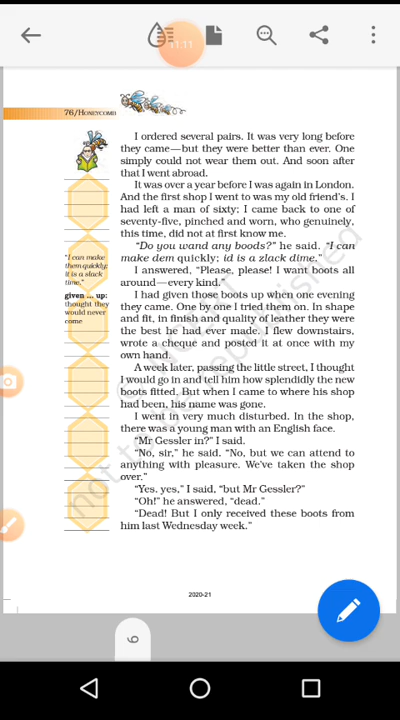 11:11
76/HONEYCOMB
I ordered several pairs. It was very long before
they came—but they were better than ever. One
simply could not wear them out. And soon after
that I went abroad.
It was over a year before I was again in London.
And the first shop I went to was my old friend's. I
had left a man of sixty; I came back to one of
seventy-five, pinched and worn, who genuinely,
this time, did not at first know me.
“Do you wand any boods?” he said. “I can
make dem quickly; id is a zlack dime.”
I answered, “Please, please! I want boots all
around—every kind.”
I had given those boots up when one evening
they came. One by one I tried them on. In shape
and fit, in finish and quality of leather they were
the best he had ever made. I flew downstairs,
wrote a cheque and posted it at once with my
own hand.
A week later, passing the little street, I thought
I would go in and tell him how splendidly the new
boots fitted. But when I came to where his shop
had been, his name was gone.
I went in very much disturbed. In the shop,
there was a young man with an English face.
“Mr Gessler in?” I said.
“No, sir,” he said. “No, but we can attend to
anything with pleasure. We've taken the shop
over.”
“Yes. yes,” I said, “but Mr Gessler?”
“Oh!” he answered, “dead.”
“Dead! But I only received these boots from
him last Wednesday week.”
“I can make
them quickly;
it is a slack
time.”
given ... up:
thought they
would never
come
not to be republished
2020-21
6